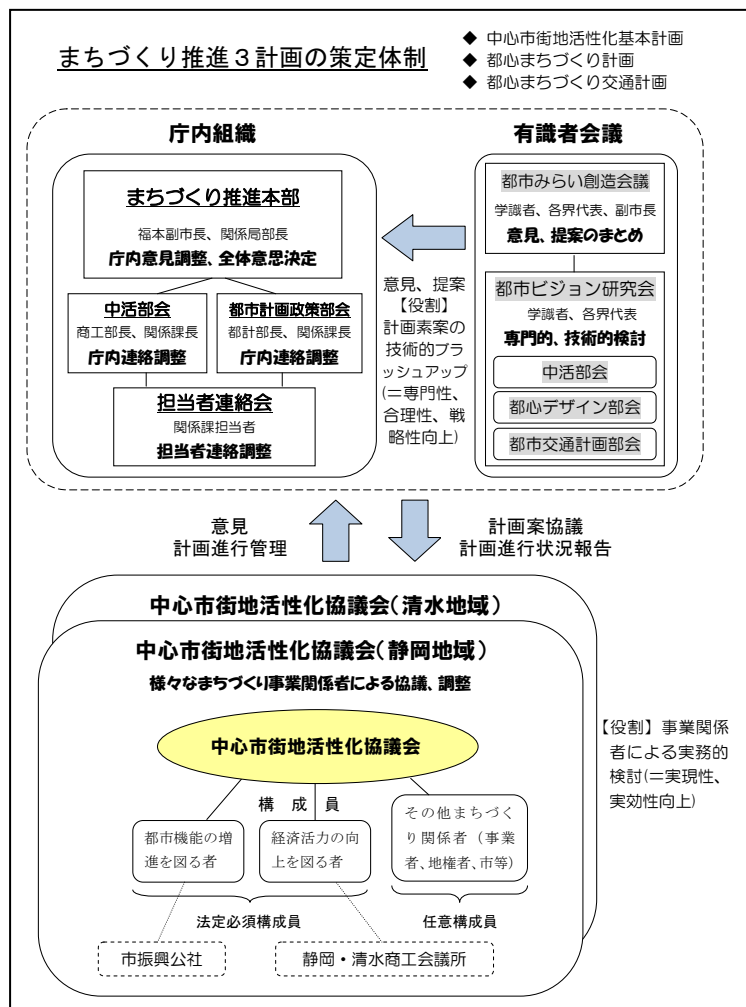 まちづくり推進3計画の策定体制
◆ 中心市街地活性化基本計画
◆ 都心まちづくり計画
◆ 都心まちづくり交通計画
庁内組織
まちづくり推進本部
福本副市長、関係局部長
庁内意見調整、全体意思決定
中活部会
商工部長、関係課長
庁内連絡調整
都市計画政策部会
都計部長、関係課長
庁内連絡調整
担当者連絡会
関係課担当者
担当者連絡調整
意見、提案
【役割】
計画素案の
技術的ブラ
ッシュアップ
(=専門性、
合理性、戦
略性向上)
有識者会議
都市みらい創造会議
学識者、各界代表、副市長
意見、提案のまとめ
都市ビジョン研究会
学識者、各界代表
専門的、技術的検討
中活部会
都心デザイン部会
都市交通計画部会
意見
計画進行管理
計画案協議
計画進行状況報告
中心市街地活性化協議会(清水地域)
中心市街地活性化協議会(静岡地域)
様々なまちづくり事業関係者による協議、調整
中心市街地活性化協議会
構 成 員
都市機能の増
進を図る者
経済活力の向
上を図る者
その他まちづく
り関係者(事業
者、地権者、市等)
法定必須構成員
任意構成員
市振興公社
静岡・清水商工会議所
【役割】事業関係
者による実務的
検討(=実現性、
実効性向上)